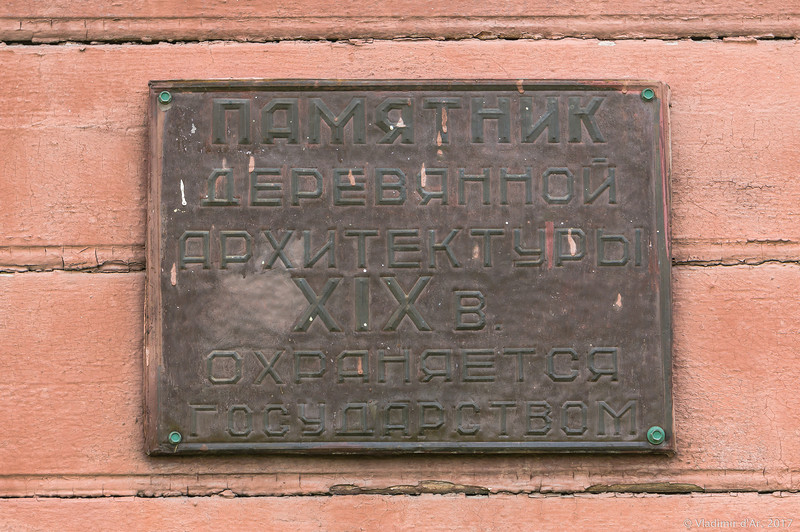 ПАМЯТНИК
ДЕРЕВЯННОЙ
АРХИТЕКТУРЫ
XIX В.
ОХРАНЯЕТСЯ
ГОСУДАРСТВОМ
© Vladimir d'Ar. 2017